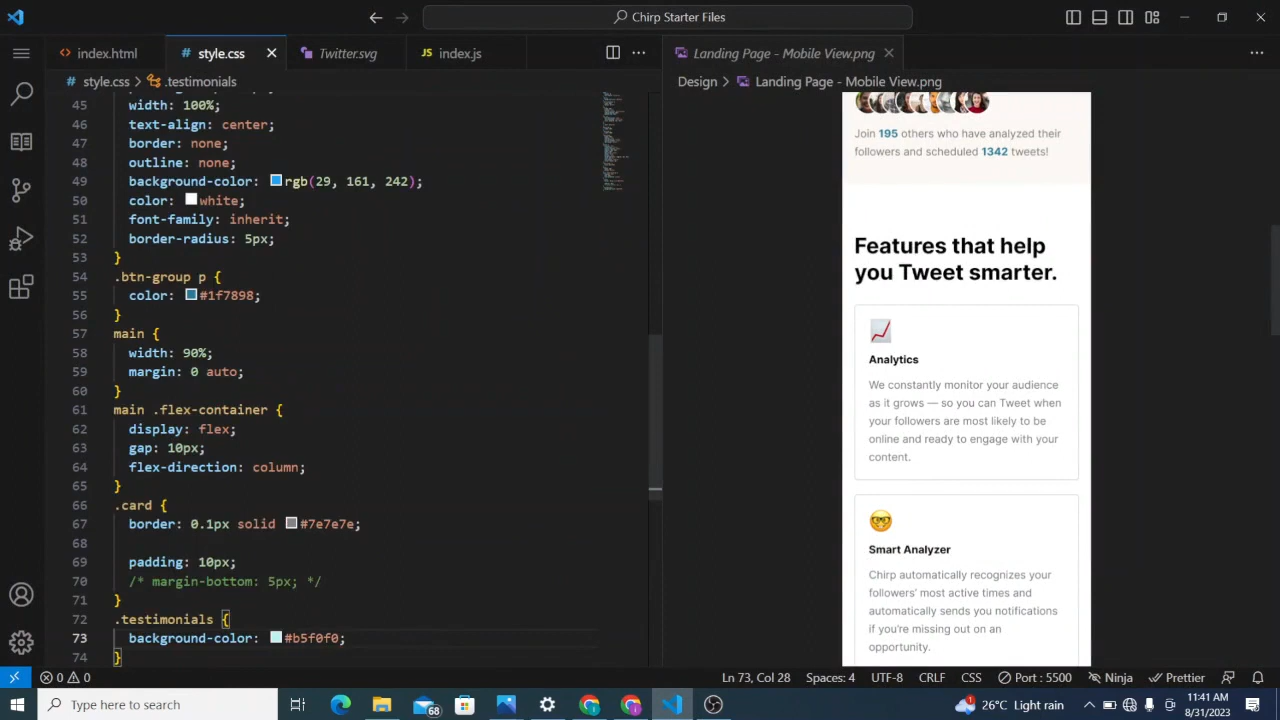 Chirp Starter Files
index.html
style.css
Twitter.svg
index.js
Landing Page - Mobile View.png
style.css > .testimonials
Design > Landing Page - Mobile View.png
45 width: 100%;
46 text-align: center;
47 border: none;
48 outline: none;
49 background-color: rgb(29, 161, 242);
50 color: white;
51 font-family: inherit;
52 border-radius: 5px;
53 }
54 .btn-group p {
55 color: #1f7898;
56 }
57 main {
58 width: 90%;
59 margin: 0 auto;
60 }
61 main .flex-container {
62 display: flex;
63 gap: 10px;
64 flex-direction: column;
65 }
66 .card {
67 border: 0.1px solid #7e7e7e;
68
69 padding: 10px;
70 /* margin-bottom: 5px; */
71 }
72 .testimonials {
73 background-color: #b5f0f0;
74 }
Join 195 others who have analyzed their
followers and scheduled 1342 tweets!
Features that help
you Tweet smarter.
Analytics
We constantly monitor your audience
as it grows — so you can Tweet when
your followers are most likely to be
online and ready to engage with your
content.
Smart Analyzer
Chirp automatically recognizes your
followers' most active times and
automatically sends you notifications
if you're missing out on an
opportunity.
0 0 Ln 73, Col 28 Spaces: 4 UTF-8 CRLF CSS Port : 5500 Ninja Prettier
Type here to search
68
1
26°C Light rain
11:41 AM
8/31/2023